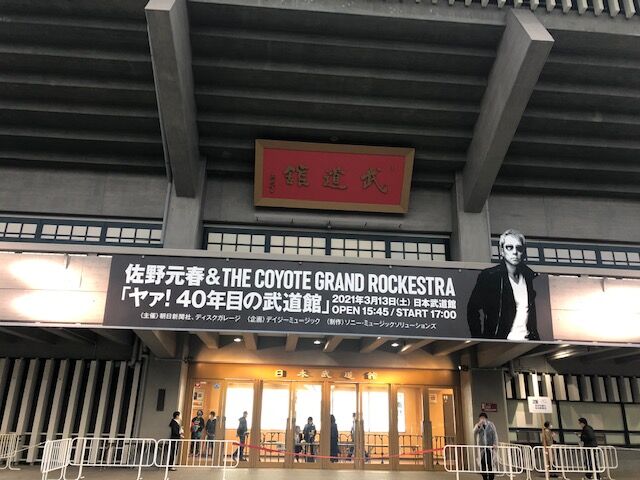 武道館
佐野元春&THE COYOTE GRAND ROCKESTRA
「ヤァ! 40年目の武道館」
2021年3月13日(土) 日本武道館
OPEN 15:45 / START 17:00
〈主催〉朝日新聞社、ディスクガレージ 〈企画〉デイジーミュージック 〈制作〉ソニー・ミュージックソリューションズ
日本武道館